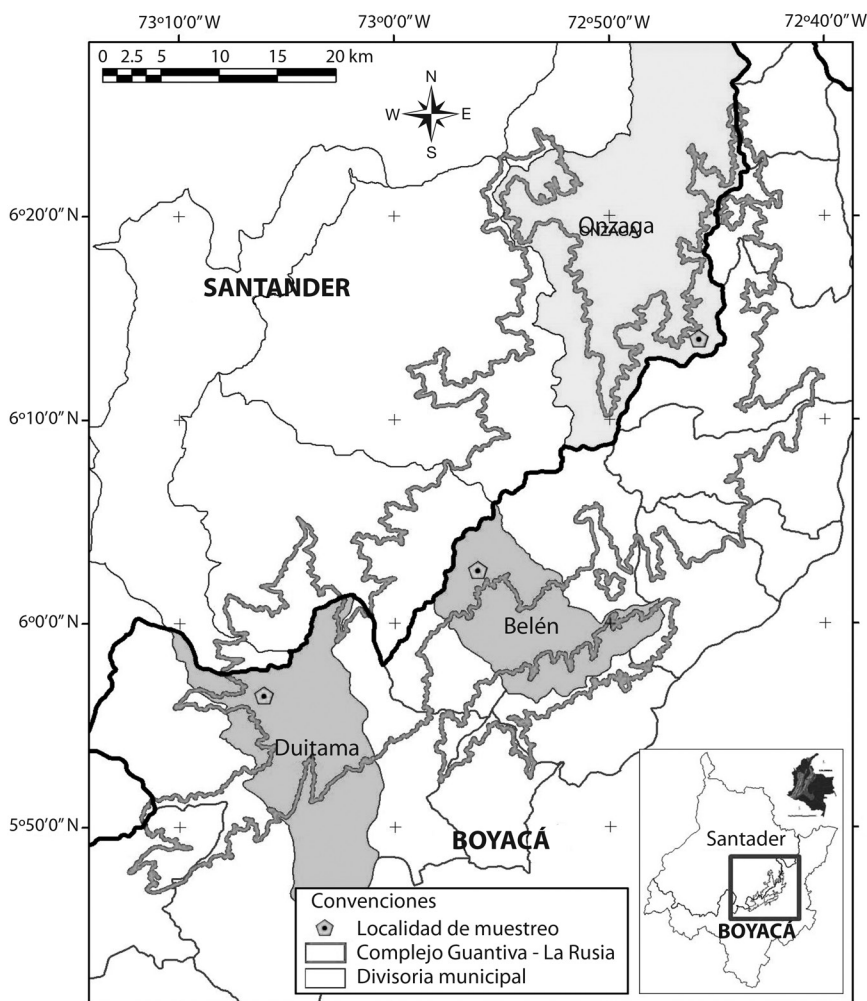 73°10'0"W 73°0'0"W 72°50'0"W 72°40'0"W
0 2.5 5 10 15 20 km
N
W E
S
6°20'0"N
Onzaga
ONZAGA
SANTANDER
6°10'0"N
6°0'0"N
Belén
Duitama
5°50'0"N
BOYACÁ
Santader
BOYACÁ
Convenciones
Localidad de muestreo
Complejo Guantiva - La Rusia
Divisoria municipal